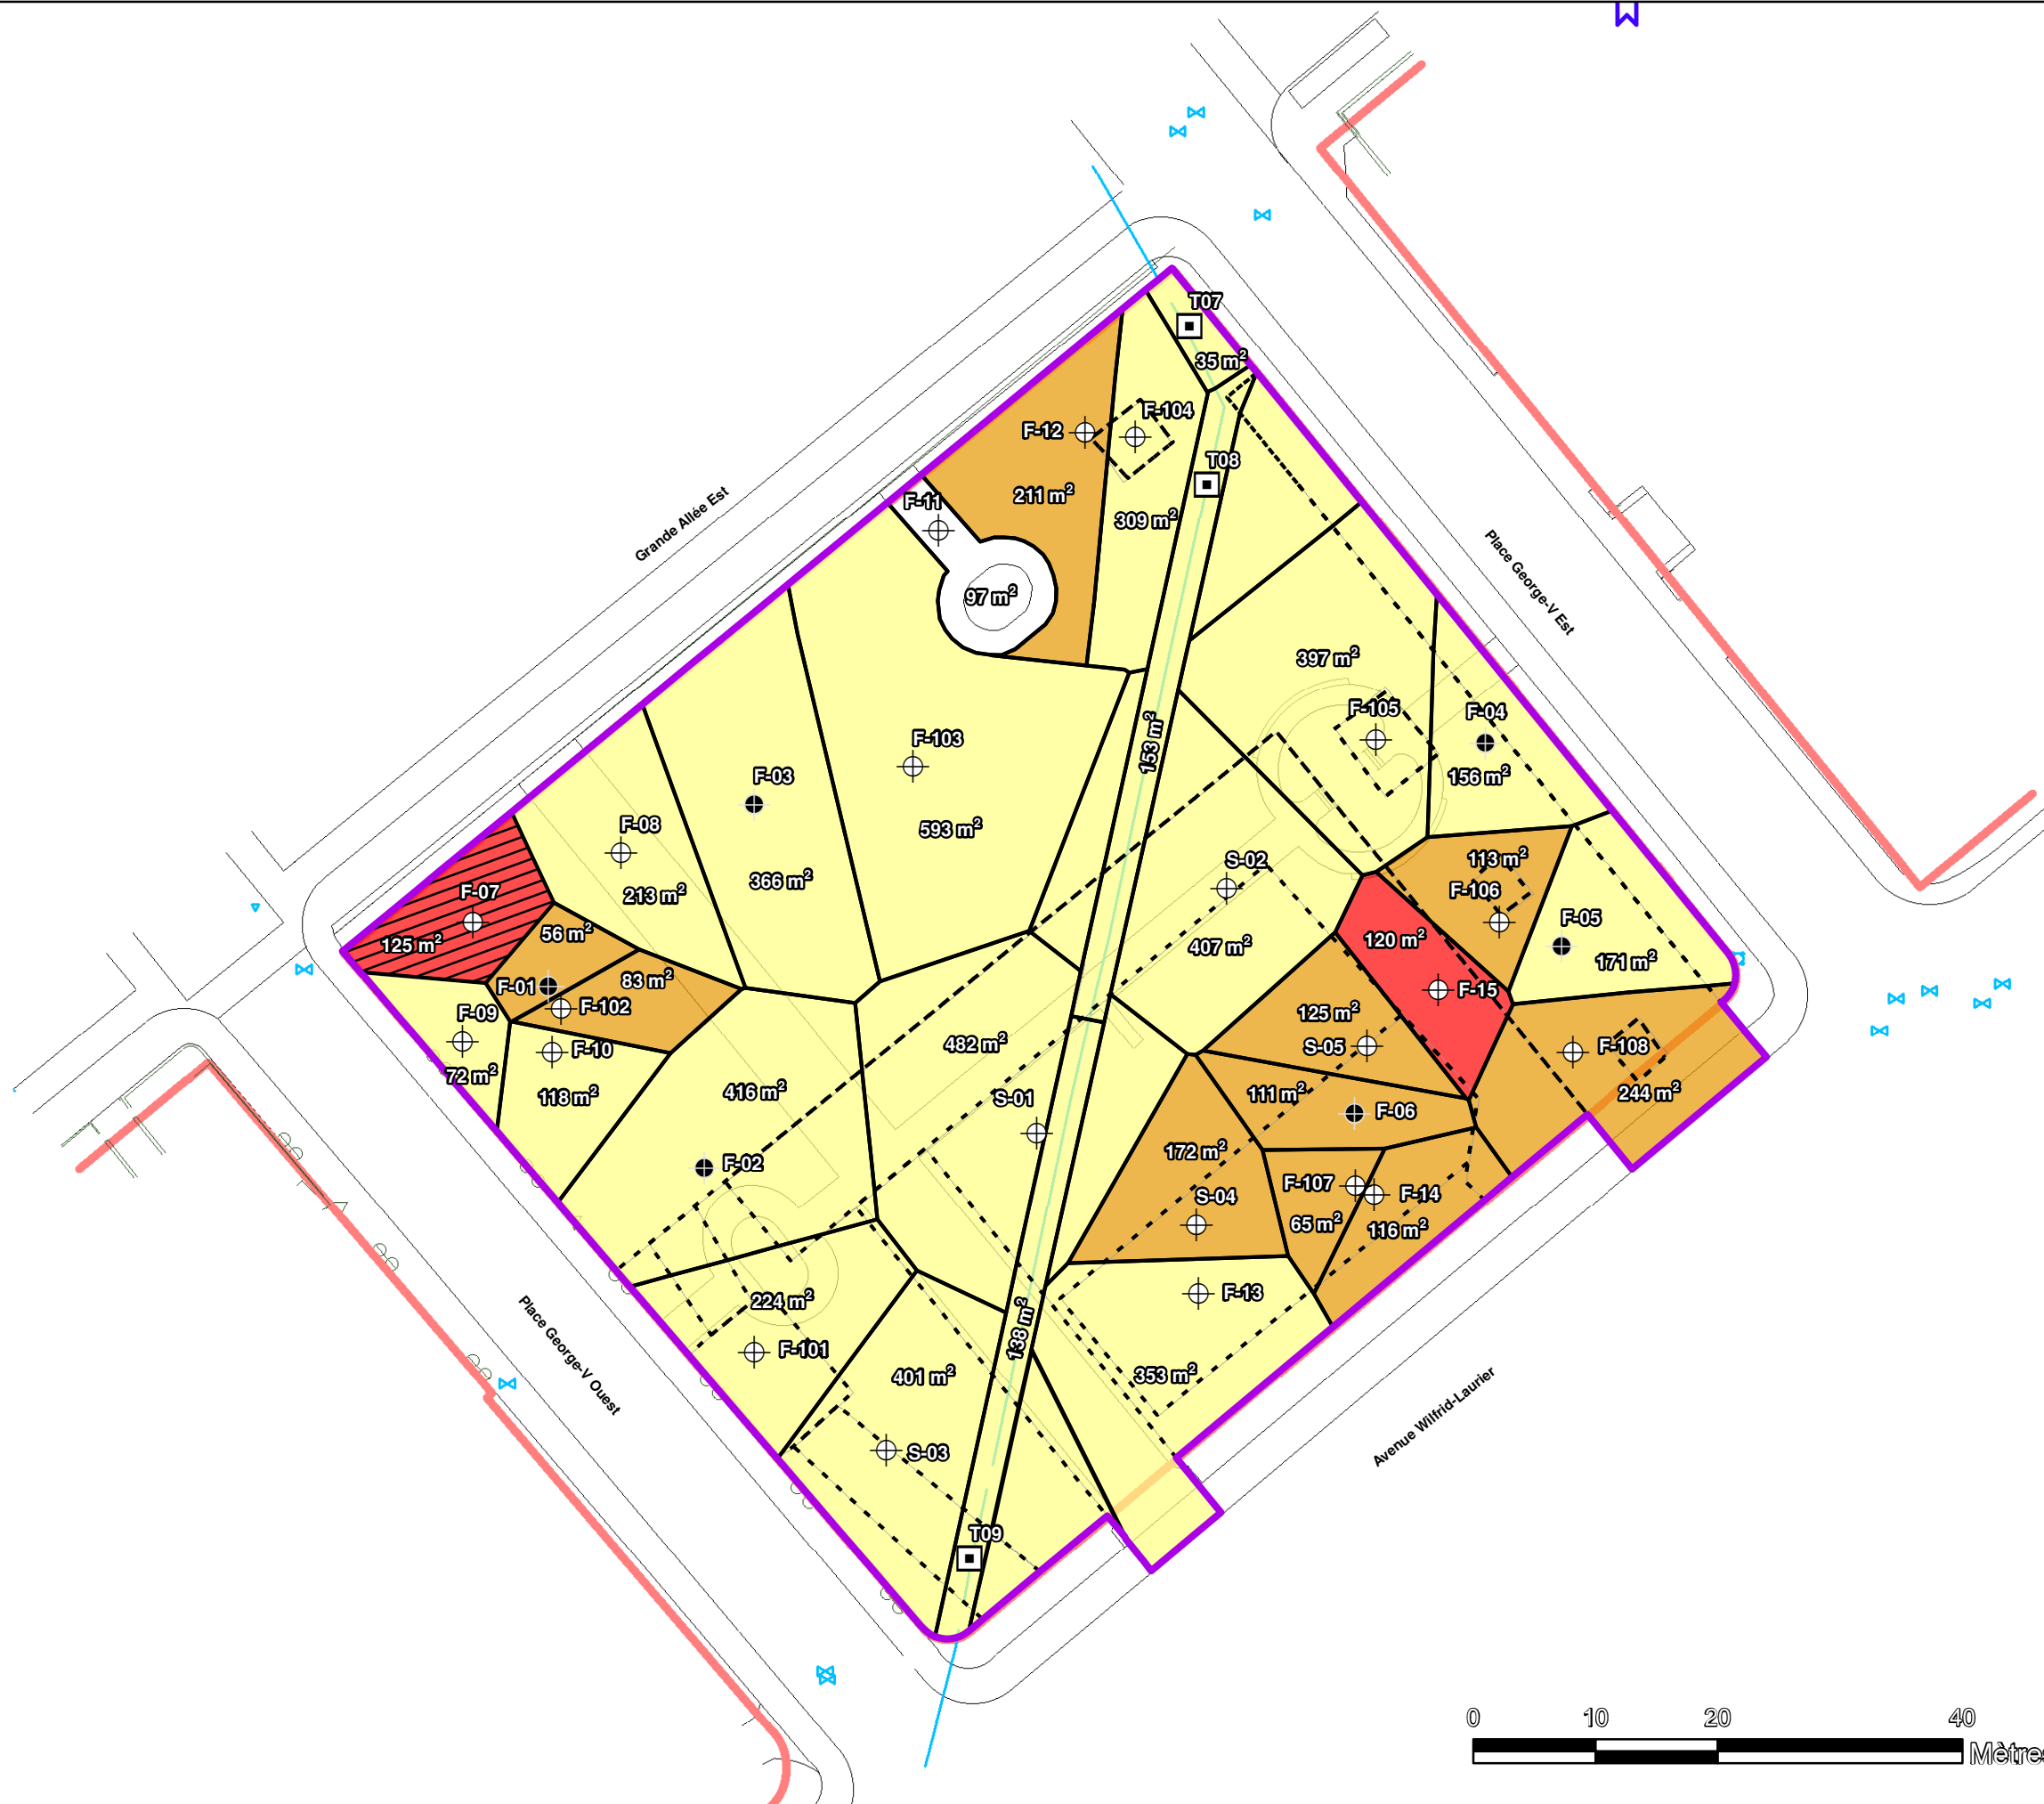 T07
35 m²
F-12
F-104
T08
F-11
211 m²
309 m²
Grande Allée Est
Place George-V Est
97 m²
397 m²
F-105
F-04
153 m²
F-103
156 m²
F-03
F-08
593 m²
S-02
113 m²
F-106
366 m²
F-07
213 m²
F-05
56 m²
125 m²
407 m²
120 m²
171 m²
83 m²
F-01
F-102
F-15
F-09
125 m²
F-10
482 m²
S-05
F-108
72 m²
118 m²
416 m²
S-01
111 m²
F-06
244 m²
172 m²
F-02
F-107
S-04
F-14
65 m²
116 m²
224 m²
F-13
138 m²
F-101
Place George-V Ouest
401 m²
353 m²
Avenue Wilfrid-Laurier
S-03
T09
0 10 20 40
Mètres